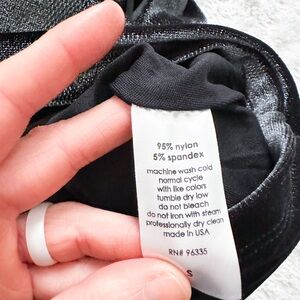 95% nylon
5% spandex
machine wash cold
normal cycle
with like colors
tumble dry low
do not bleach
do not iron with steam
professionally dry clean
made in USA
RN# 96335
S